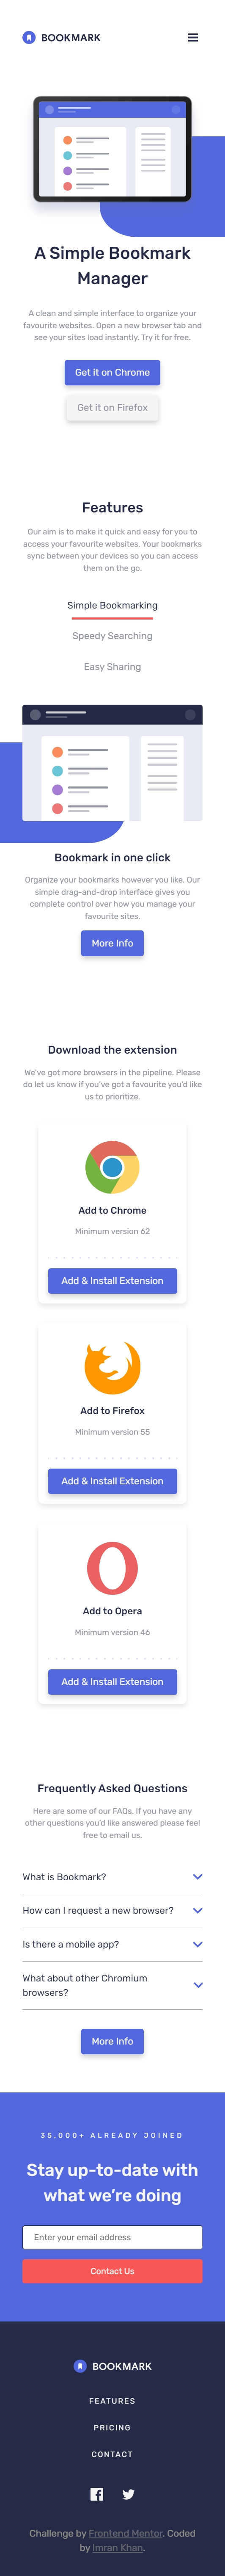 BOOKMARK
A Simple Bookmark
Manager
A clean and simple interface to organize your
favourite websites. Open a new browser tab and
see your sites load instantly. Try it for free.
Get it on Chrome
Get it on Firefox
Features
Our aim is to make it quick and easy for you to
access your favourite websites. Your bookmarks
sync between your devices so you can access
them on the go.
Simple Bookmarking
Speedy Searching
Easy Sharing
Bookmark in one click
Organize your bookmarks however you like. Our
simple drag-and-drop interface gives you
complete control over how you manage your
favourite sites.
More Info
Download the extension
We've got more browsers in the pipeline. Please
do let us know if you've got a favourite you'd like
us to prioritize.
Add to Chrome
Minimum version 62
Add & Install Extension
Add to Firefox
Minimum version 55
Add & Install Extension
Add to Opera
Minimum version 46
Add & Install Extension
Frequently Asked Questions
Here are some of our FAQs. If you have any
other questions you'd like answered please feel
free to email us.
What is Bookmark?
How can I request a new browser?
Is there a mobile app?
What about other Chromium
browsers?
More Info
35,000+ ALREADY JOINED
Stay up-to-date with
what we're doing
Enter your email address
Contact Us
BOOKMARK
FEATURES
PRICING
CONTACT
Challenge by Frontend Mentor. Coded
by Imran Khan.